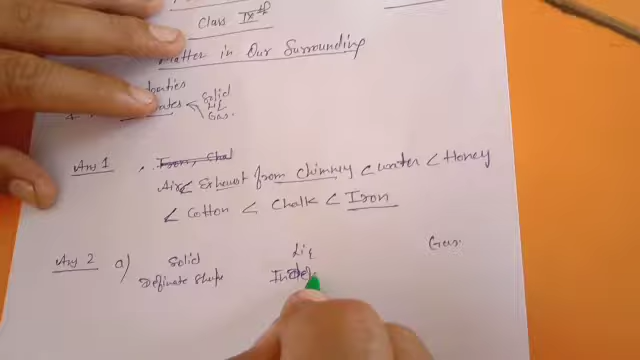 Class IXth
Matter in Our Surrounding
Solid
Liq
Gas.
Ans 1
Air < Exhaust from chimney < water < Honey
< Cotton < Chalk < Iron
Ans 2 a) Solid Liq Gas
Definate Shape